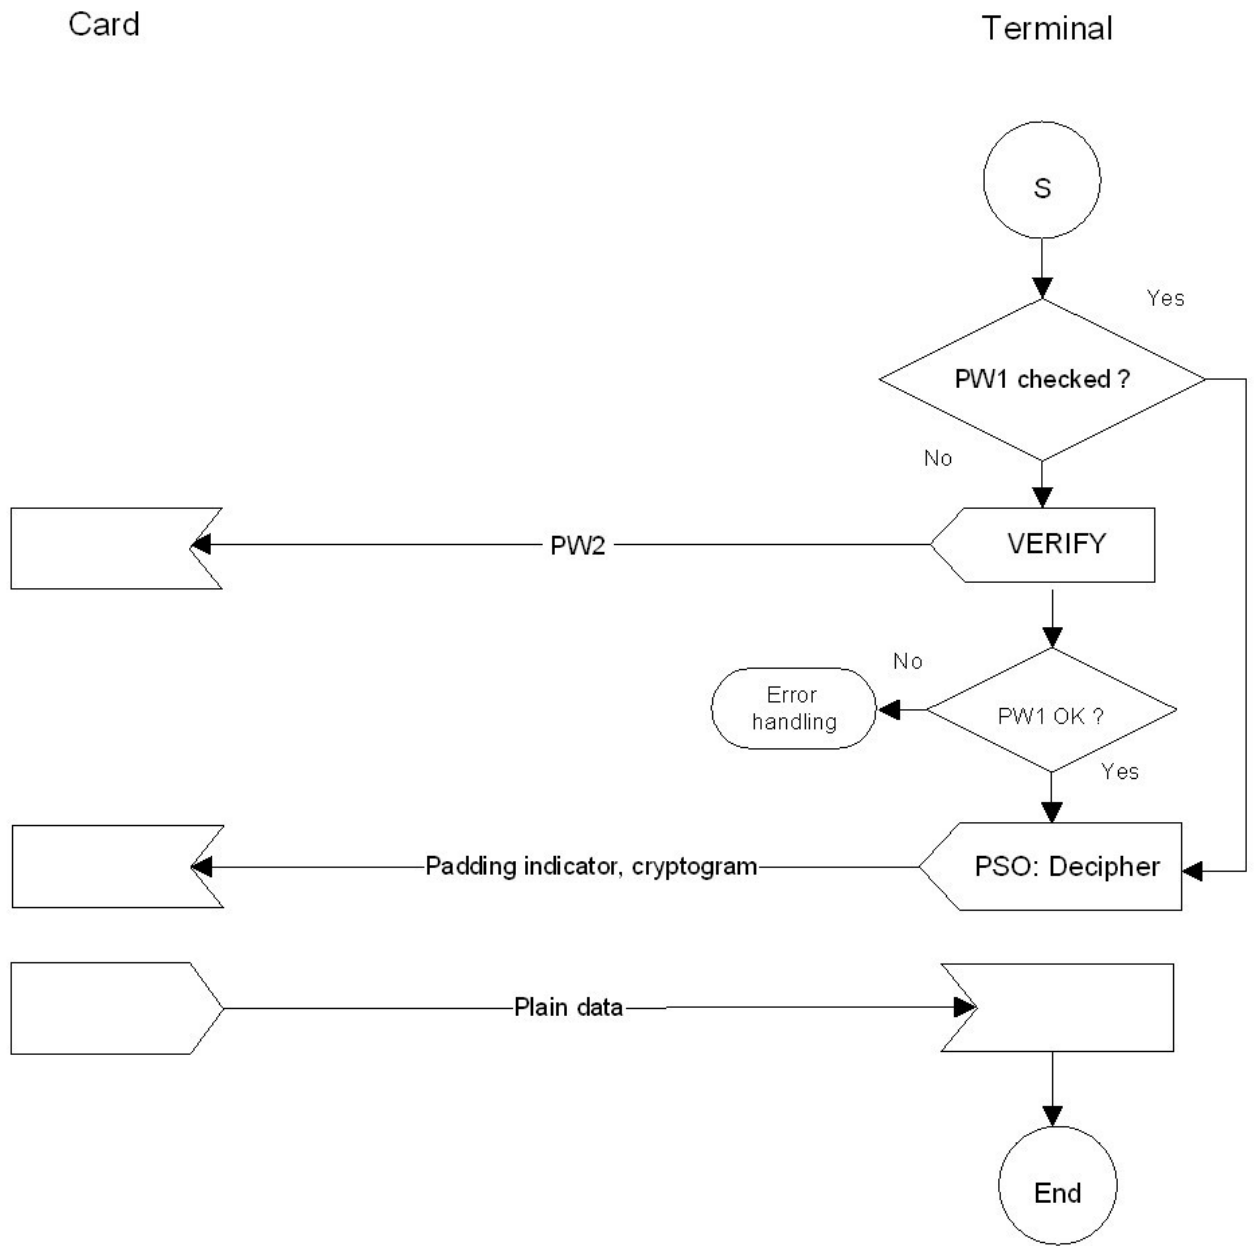 Card
Terminal
S
Yes
PW1 checked ?
No
PW2
VERIFY
No
Error
handling
PW1 OK ?
Yes
Padding indicator, cryptogram
PSO: Decipher
Plain data
End